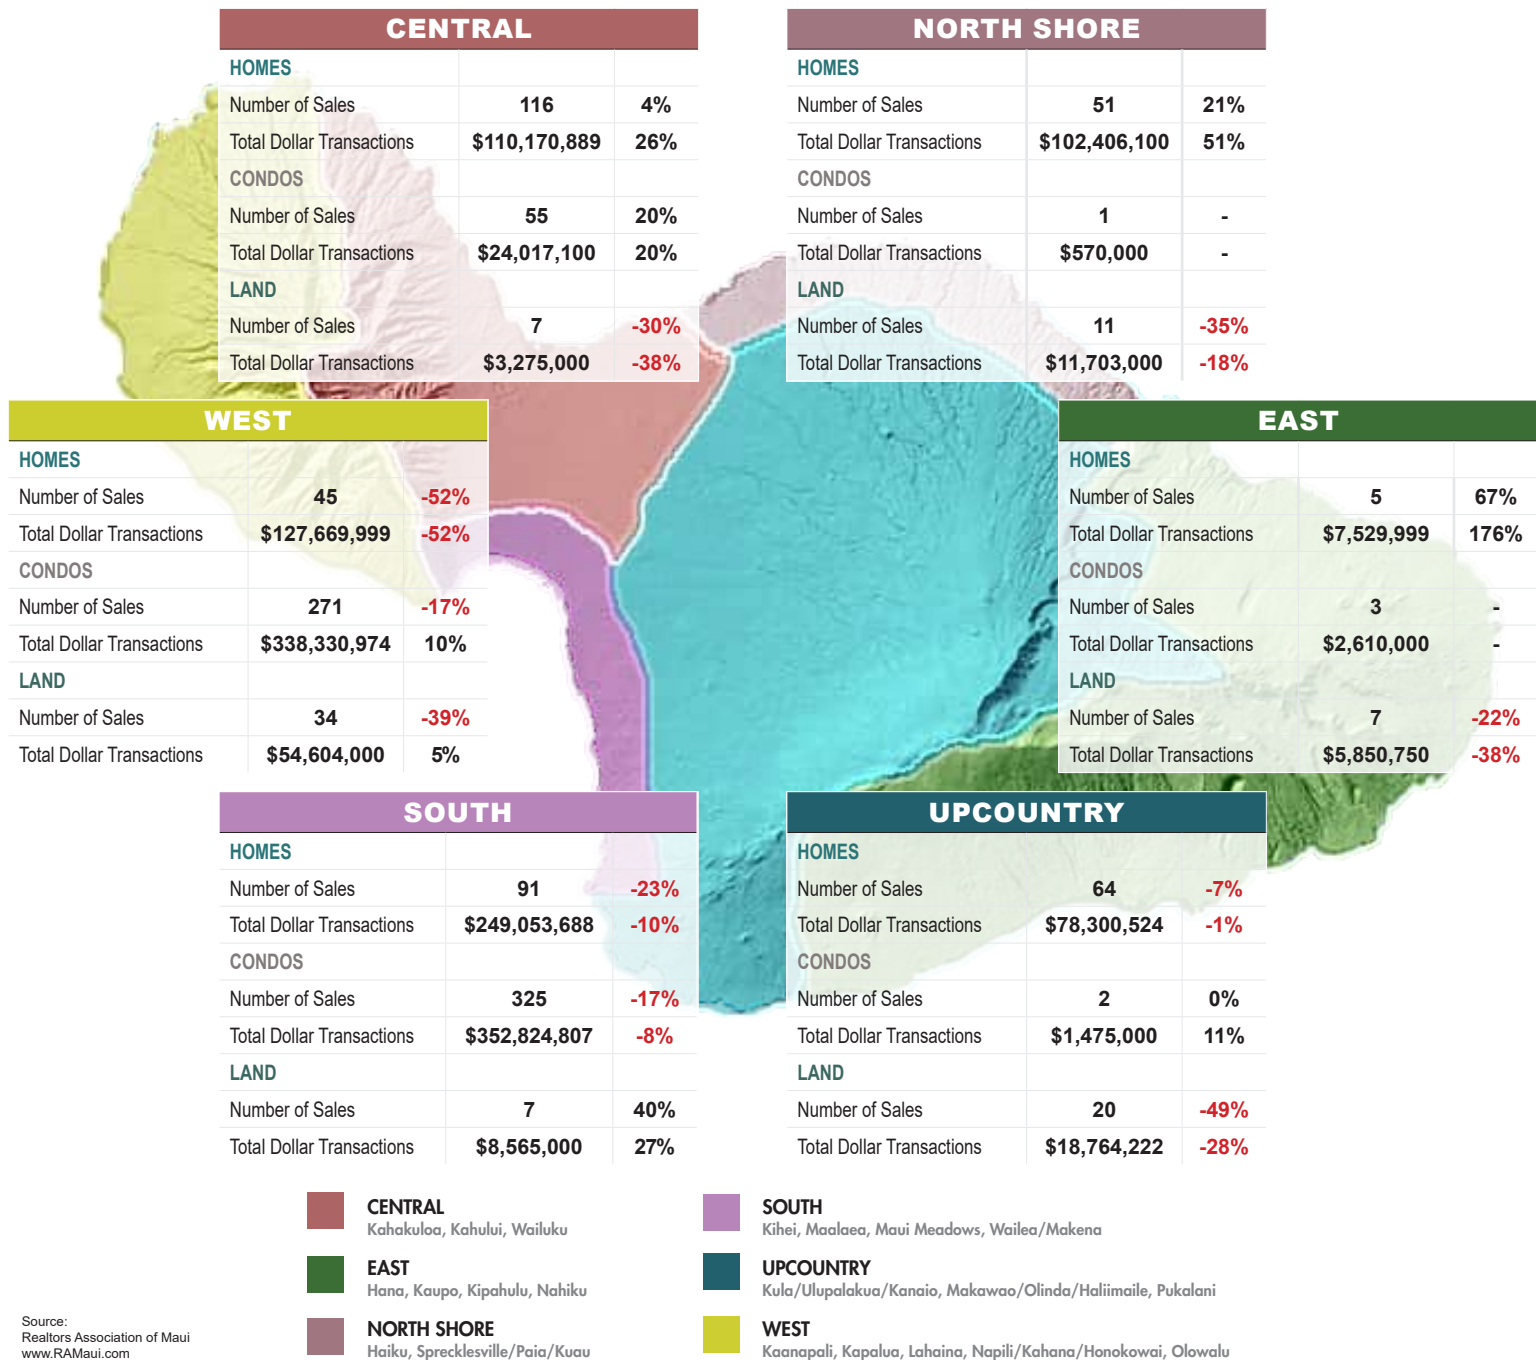 CENTRAL
HOMES
Number of Sales 116 4%
Total Dollar Transactions $110,170,889 26%
CONDOS
Number of Sales 55 20%
Total Dollar Transactions $24,017,100 20%
LAND
Number of Sales 7 -30%
Total Dollar Transactions $3,275,000 -38%
NORTH SHORE
HOMES
Number of Sales 51 21%
Total Dollar Transactions $102,406,100 51%
CONDOS
Number of Sales 1 -
Total Dollar Transactions $570,000 -
LAND
Number of Sales 11 -35%
Total Dollar Transactions $11,703,000 -18%
WEST
HOMES
Number of Sales 45 -52%
Total Dollar Transactions $127,669,999 -52%
CONDOS
Number of Sales 271 -17%
Total Dollar Transactions $338,330,974 10%
LAND
Number of Sales 34 -39%
Total Dollar Transactions $54,604,000 5%
EAST
HOMES
Number of Sales 5 67%
Total Dollar Transactions $7,529,999 176%
CONDOS
Number of Sales 3 -
Total Dollar Transactions $2,610,000 -
LAND
Number of Sales 7 -22%
Total Dollar Transactions $5,850,750 -38%
SOUTH
HOMES
Number of Sales 91 -23%
Total Dollar Transactions $249,053,688 -10%
CONDOS
Number of Sales 325 -17%
Total Dollar Transactions $352,824,807 -8%
LAND
Number of Sales 7 40%
Total Dollar Transactions $8,565,000 27%
UPCOUNTRY
HOMES
Number of Sales 64 -7%
Total Dollar Transactions $78,300,524 -1%
CONDOS
Number of Sales 2 0%
Total Dollar Transactions $1,475,000 11%
LAND
Number of Sales 20 -49%
Total Dollar Transactions $18,764,222 -28%
CENTRAL
Kahakuloa, Kahului, Wailuku
EAST
Hana, Kaupo, Kipahulu, Nahiku
NORTH SHORE
Haiku, Sprecklesville/Paia/Kuau
SOUTH
Kihei, Maalaea, Maui Meadows, Wailea/Makena
UPCOUNTRY
Kula/Ulupalakua/Kanaio, Makawao/Olinda/Haliimaile, Pukalani
WEST
Kaanapali, Kapalua, Lahaina, Napili/Kahana/Honokowai, Olowalu
Source:
Realtors Association of Maui
www.RAMaui.com